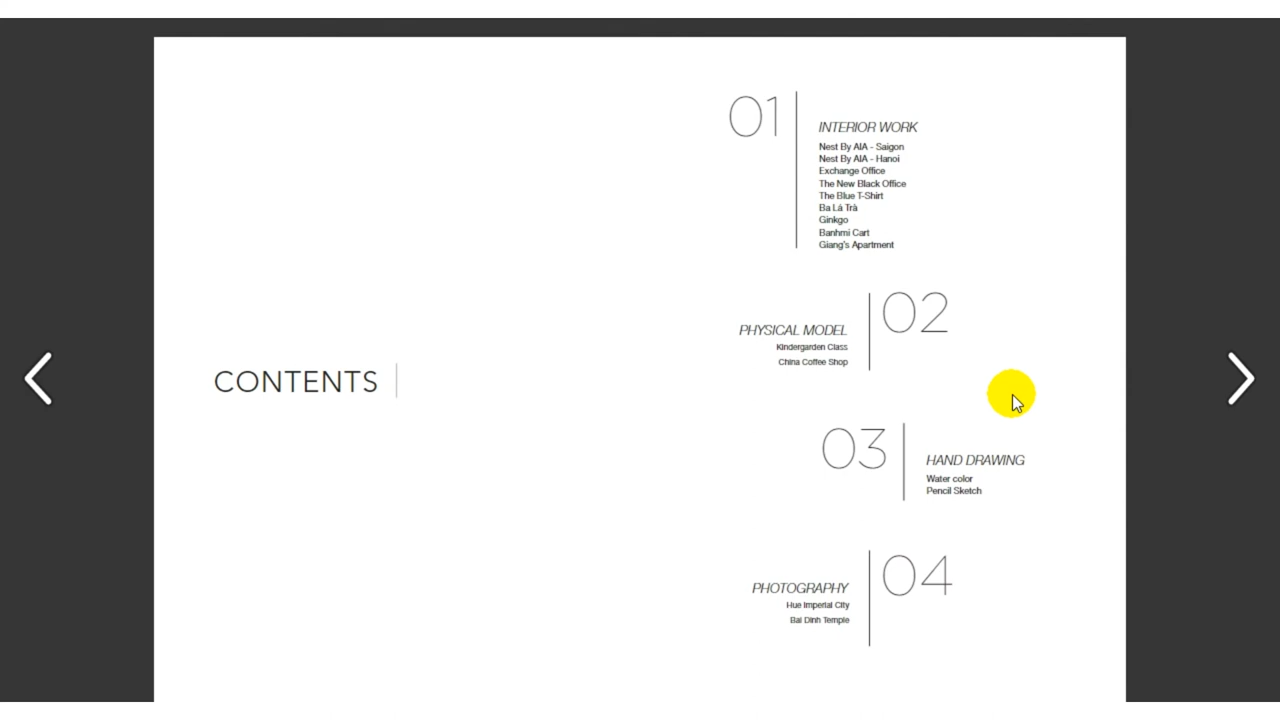 01
INTERIOR WORK
Nest By AIA - Saigon
Nest By AIA - Hanoi
Exchange Office
The New Black Office
The Blue T-Shirt
Ba Lá Trà
Ginkgo
Banhmi Cart
Giang's Apartment
02
PHYSICAL MODEL
Kindergarden Class
China Coffee Shop
CONTENTS
03
HAND DRAWING
Water color
Pencil Sketch
04
PHOTOGRAPHY
Hue Imperial City
Bai Dinh Temple